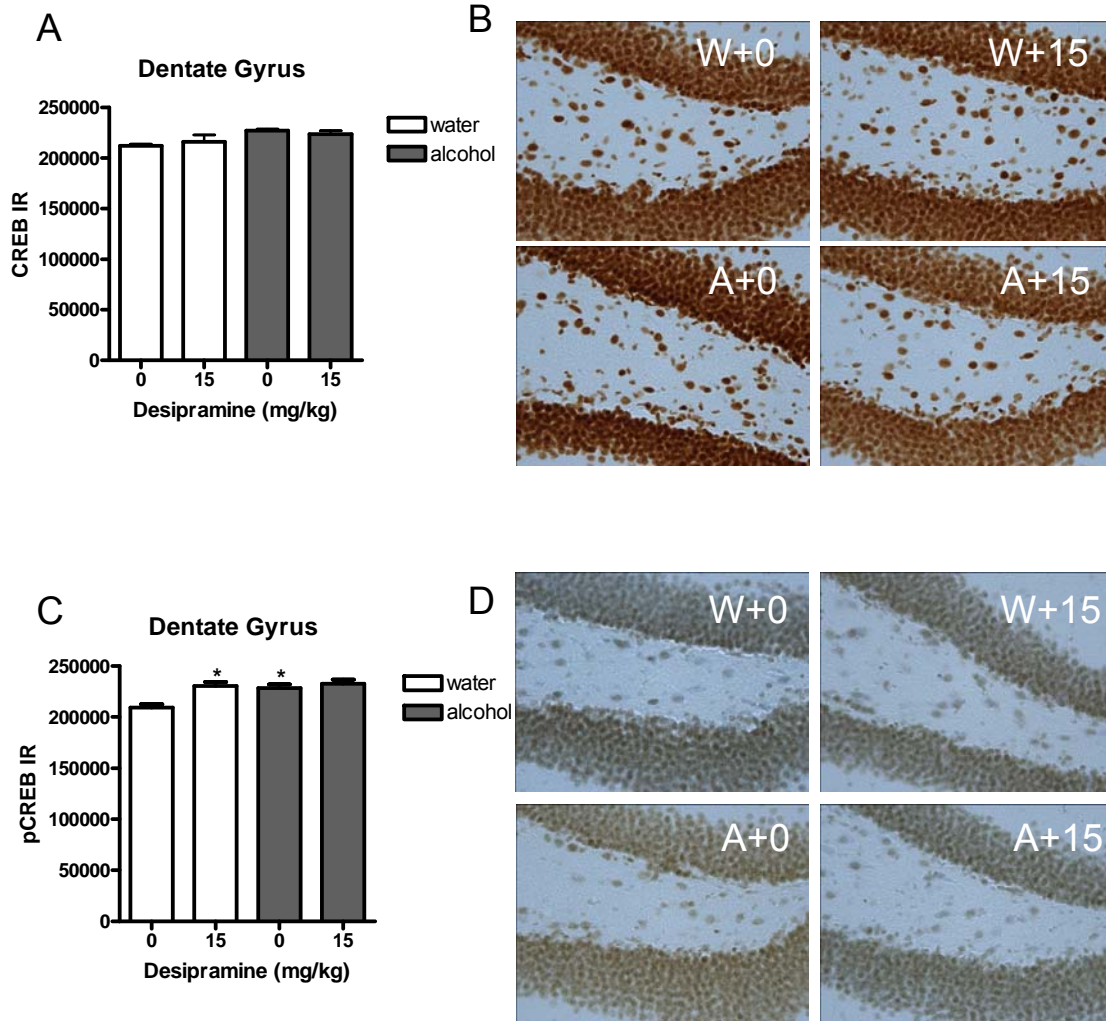 A
Dentate Gyrus
250000
200000
150000
100000
50000
0
CREB IR
0 15 0 15
Desipramine (mg/kg)
water
alcohol
B
W+0 W+15
A+0 A+15
C
Dentate Gyrus
250000
200000
150000
100000
50000
0
pCREB IR
* *
0 15 0 15
Desipramine (mg/kg)
water
alcohol
D
W+0 W+15
A+0 A+15